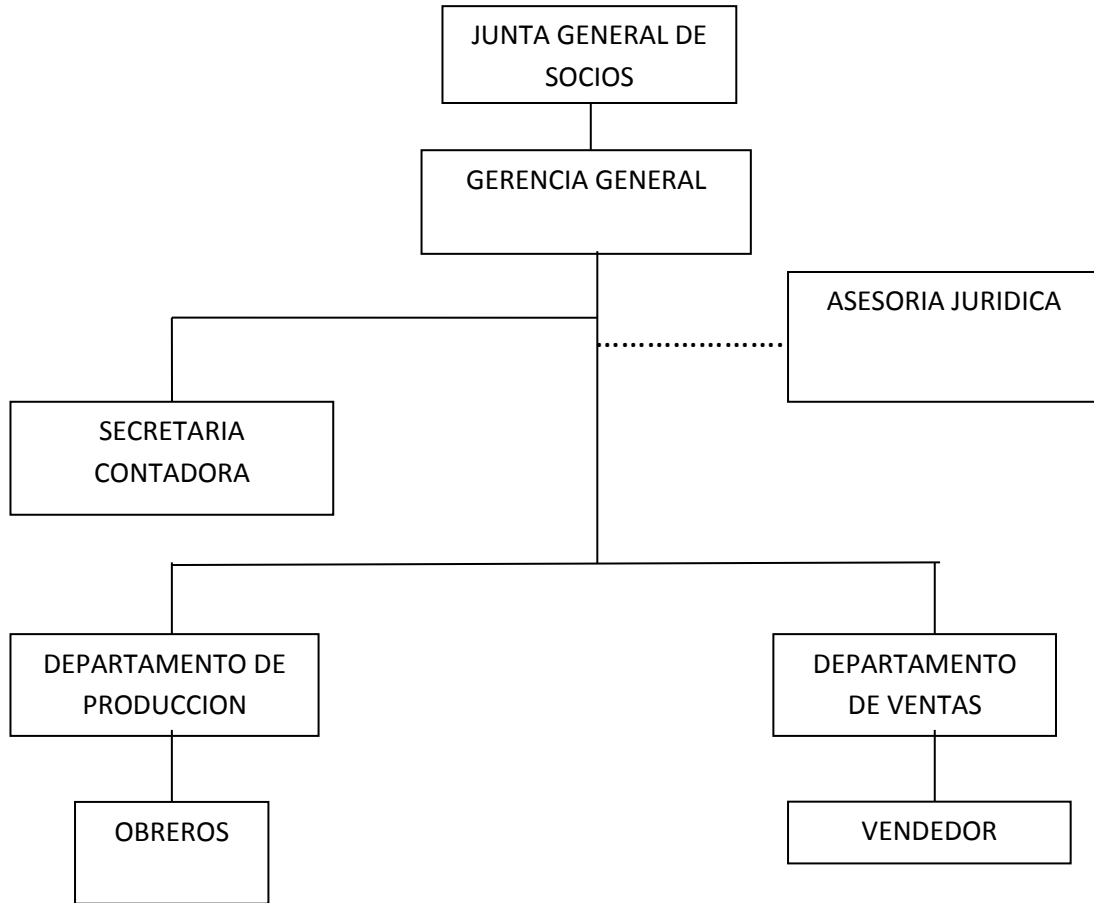 JUNTA GENERAL DE
SOCIOS
GERENCIA GENERAL
ASESORIA JURIDICA
SECRETARIA
CONTADORA
DEPARTAMENTO DE
PRODUCCION
DEPARTAMENTO
DE VENTAS
OBREROS
VENDEDOR